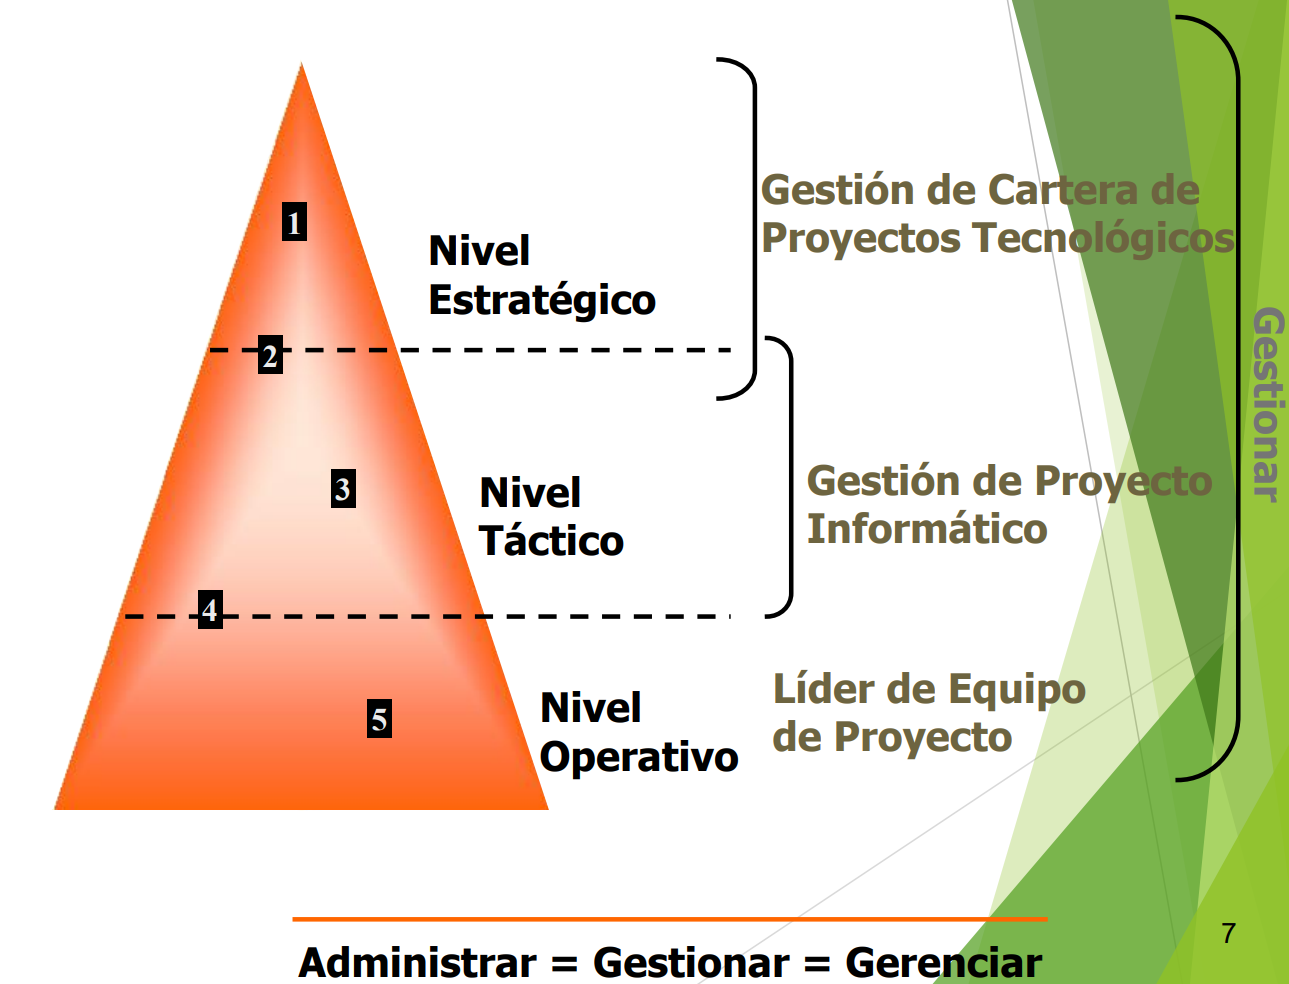 1
Gestión de Cartera de
Proyectos Tecnológicos
Nivel
Estratégico
2
Gestionar
3
Nivel
Táctico
Gestión de Proyecto
Informático
4
5
Nivel
Operativo
Líder de Equipo
de Proyecto
7
Administrar = Gestionar = Gerenciar